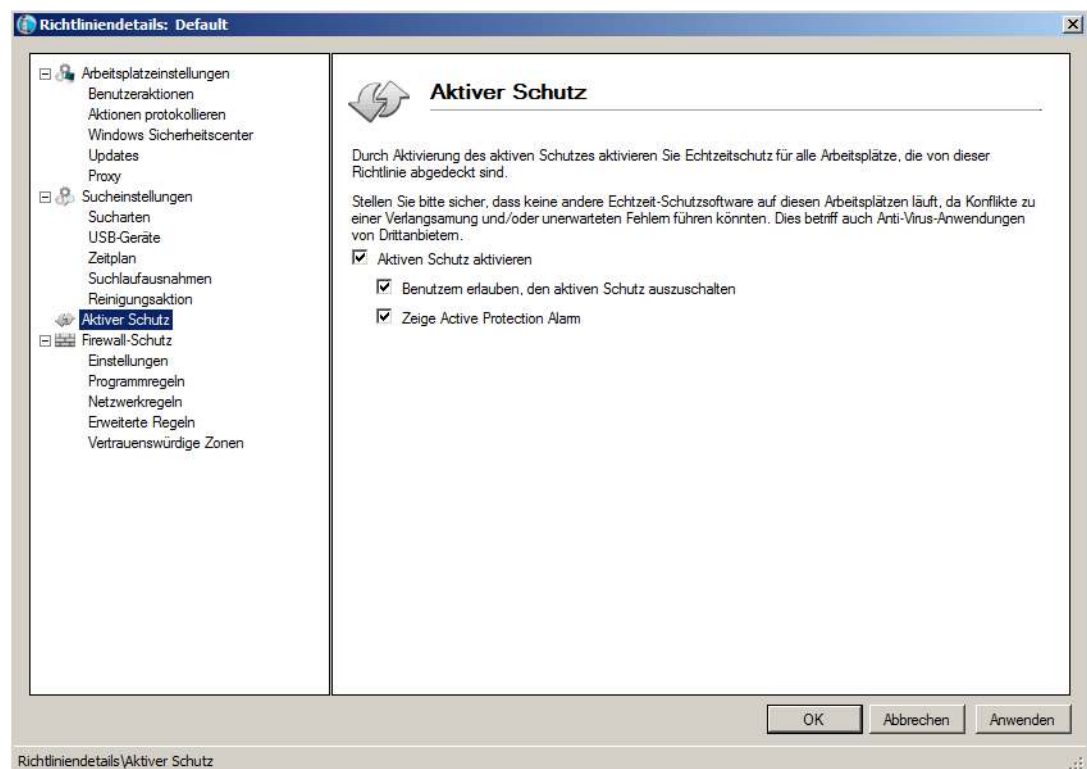 Richtliniendetails: Default
Arbeitsplatzeinstellungen
Benutzeraktionen
Aktionen protokollieren
Windows Sicherheitscenter
Updates
Proxy
Sucheinstellungen
Sucharten
USB-Geräte
Zeitplan
Suchlaufausnahmen
Reinigungsaktion
Aktiver Schutz
Firewall-Schutz
Einstellungen
Programmregeln
Netzwerkregeln
Erweiterte Regeln
Vertrauenswürdige Zonen
Aktiver Schutz
Durch Aktivierung des aktiven Schutzes aktivieren Sie Echtzeitschutz für alle Arbeitsplätze, die von dieser
Richtlinie abgedeckt sind.
Stellen Sie bitte sicher, dass keine andere Echtzeit-Schutzsoftware auf diesen Arbeitsplätzen läuft, da Konflikte zu
einer Verlangsamung und/oder unerwarteten Fehlern führen könnten. Dies betriff auch Anti-Virus-Anwendungen
von Drittanbietern.
Aktiven Schutz aktivieren
Benutzern erlauben, den aktiven Schutz auszuschalten
Zeige Active Protection Alarm
OK
Abbrechen
Anwenden
Richtliniendetails\Aktiver Schutz